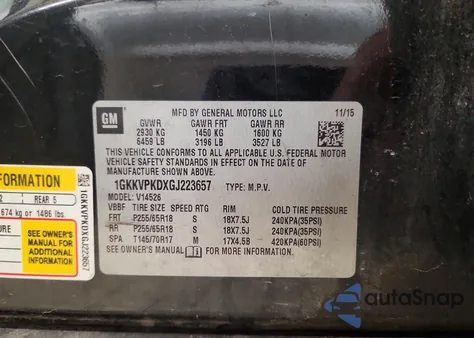 GM
MFD BY GENERAL MOTORS LLC 11/15
GVWR GAWR FRT GAWR RR
2930 KG 1450 KG 1600 KG
6459 LB 3196 LB 3527 LB
THIS VEHICLE CONFORMS TO ALL APPLICABLE U.S. FEDERAL
MOTOR VEHICLE SAFETY AND THEFT PREVENTION STANDARDS
IN EFFECT ON THE DATE OF MANUFACTURE SHOWN ABOVE.
1GKKVPKDXGJ223657 TYPE: M.P.V.
MODEL: V14526
VBBF TIRE SIZE SPEED RTG RIM COLD TIRE PRESSURE
FRT P255/65R18 S 18X7.5J 240KPA(35PSI)
RR P255/65R18 S 18X7.5J 240KPA(35PSI)
SPA T145/70R17 M 17X4.5B 420KPA(60PSI)
SEE OWNER'S MANUAL FOR MORE INFORMATION.
FORMATION
REAR 5
674 kg or 1486 lbs.
SEE OWNER'S
MANUAL FOR
ADDITIONAL
INFORMATION
1GKKVPKDXGJ223657
autoSnap